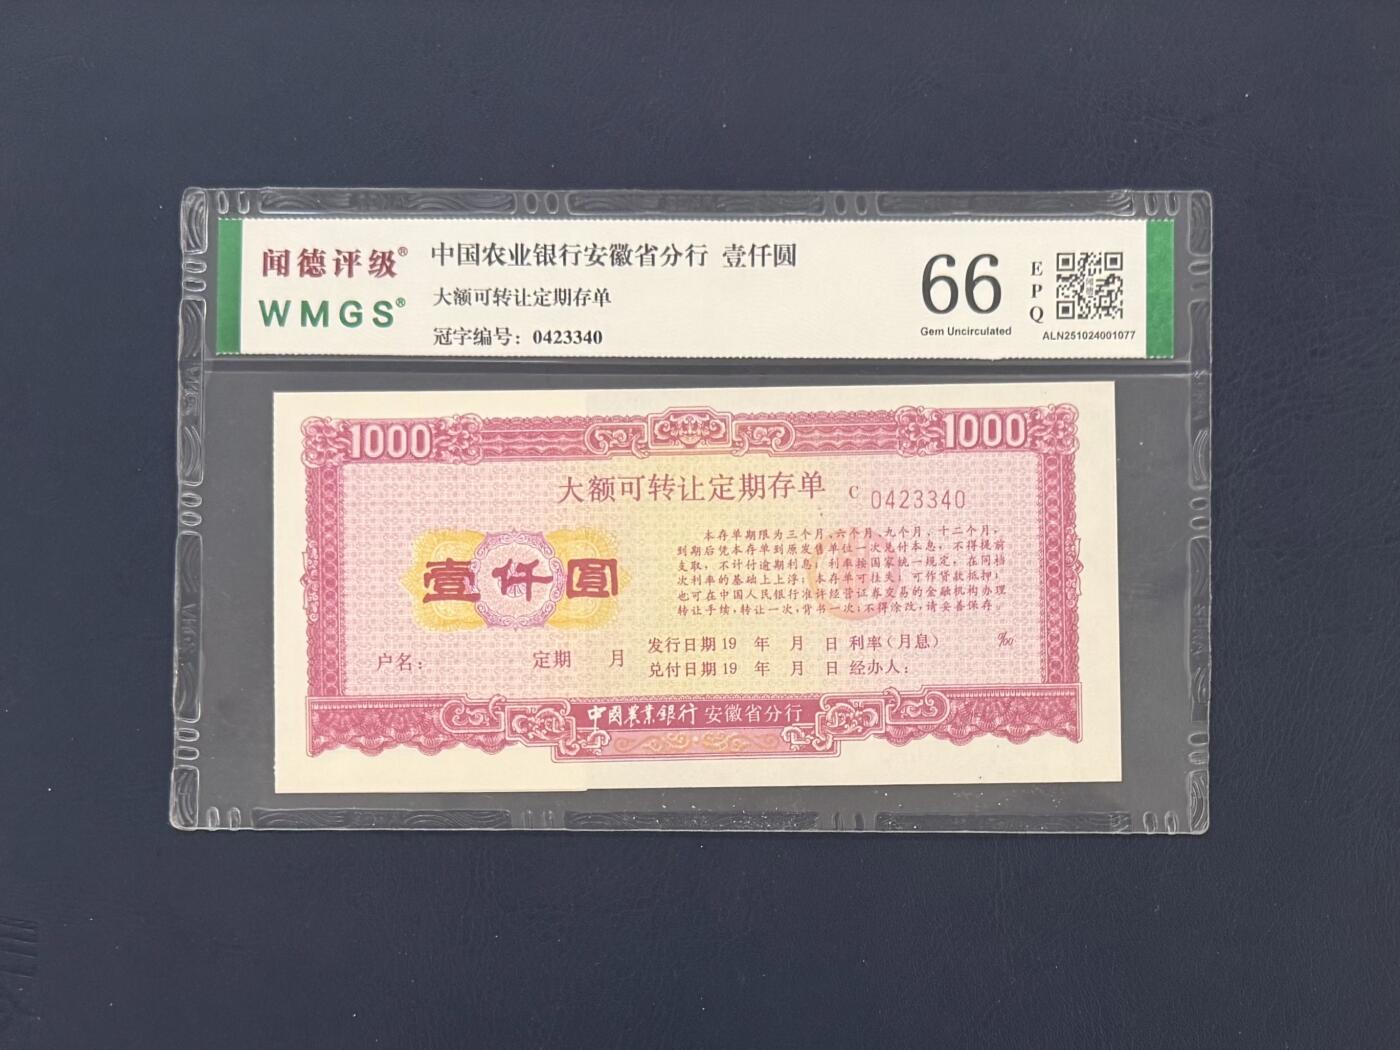 闻德评级®
WMGS®
中国农业银行安徽省分行 壹仟圆
大额可转让定期存单
冠字编号：0423340
66
EPQ
Gem Uncirculated
ALN251024001077
1000
1000
大额可转让定期存单 C 0423340
壹仟圆
本存单期限为三个月、六个月、九个月、十二个月，
到期后凭本存单到原发售单位一次兑付本息，不得提前
支取，不计付逾期利息；利率按国家统一规定，在同档
次利率的基础上上浮；本存单可挂失；可作贷款抵押；
也可在中国人民银行准许经营证券交易的金融机构办理
转让手续，转让一次，背书一次；不得涂改，请妥善保存。
发行日期19 年 月 日 利率（月息） ‰
户名： 定期 月
兑付日期19 年 月 日 经办人：
中国农业银行 安徽省分行